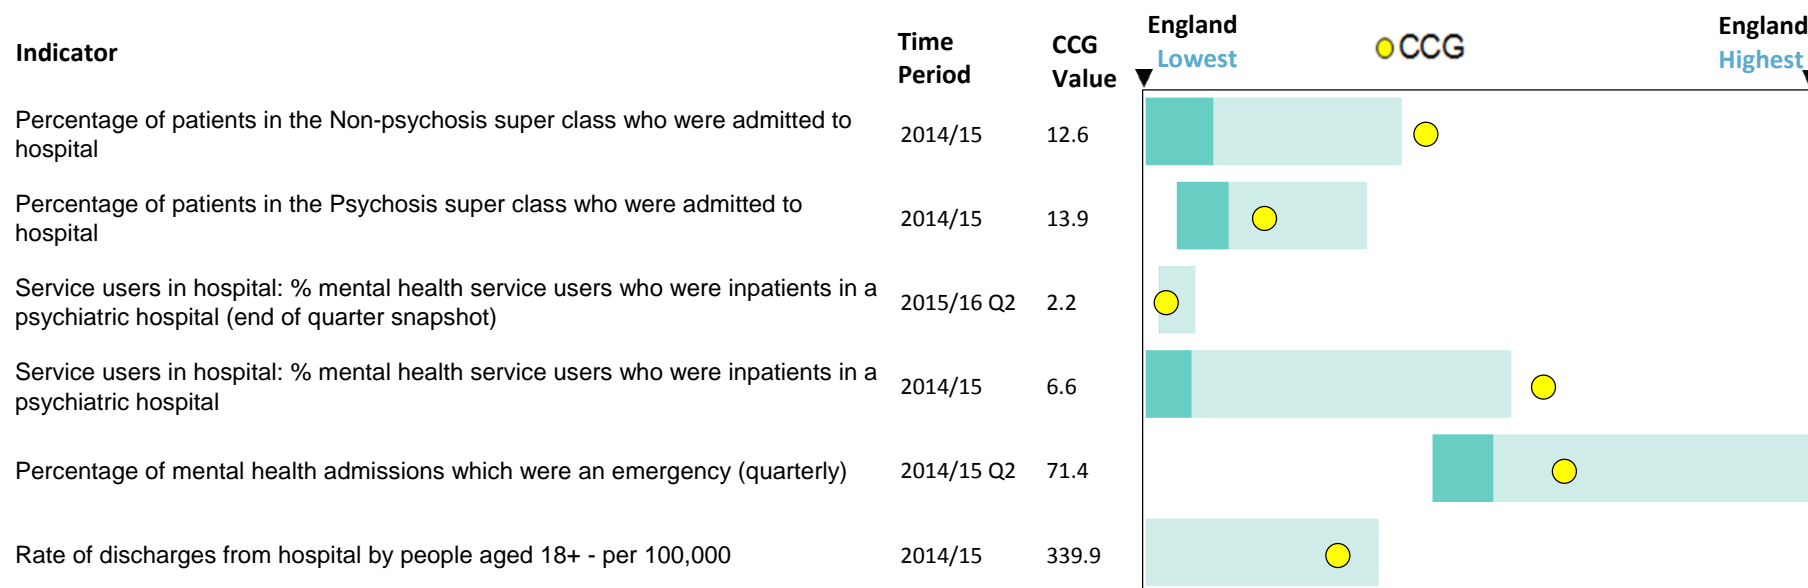 Indicator
Time Period
CCG Value
England Lowest
CCG
England Highest
Percentage of patients in the Non-psychosis super class who were admitted to
hospital
2014/15
12.6
Percentage of patients in the Psychosis super class who were admitted to
hospital
2014/15
13.9
Service users in hospital: % mental health service users who were inpatients in a
psychiatric hospital (end of quarter snapshot)
2015/16 Q2
2.2
Service users in hospital: % mental health service users who were inpatients in a
psychiatric hospital
2014/15
6.6
Percentage of mental health admissions which were an emergency (quarterly)
2014/15 Q2
71.4
Rate of discharges from hospital by people aged 18+ - per 100,000
2014/15
339.9